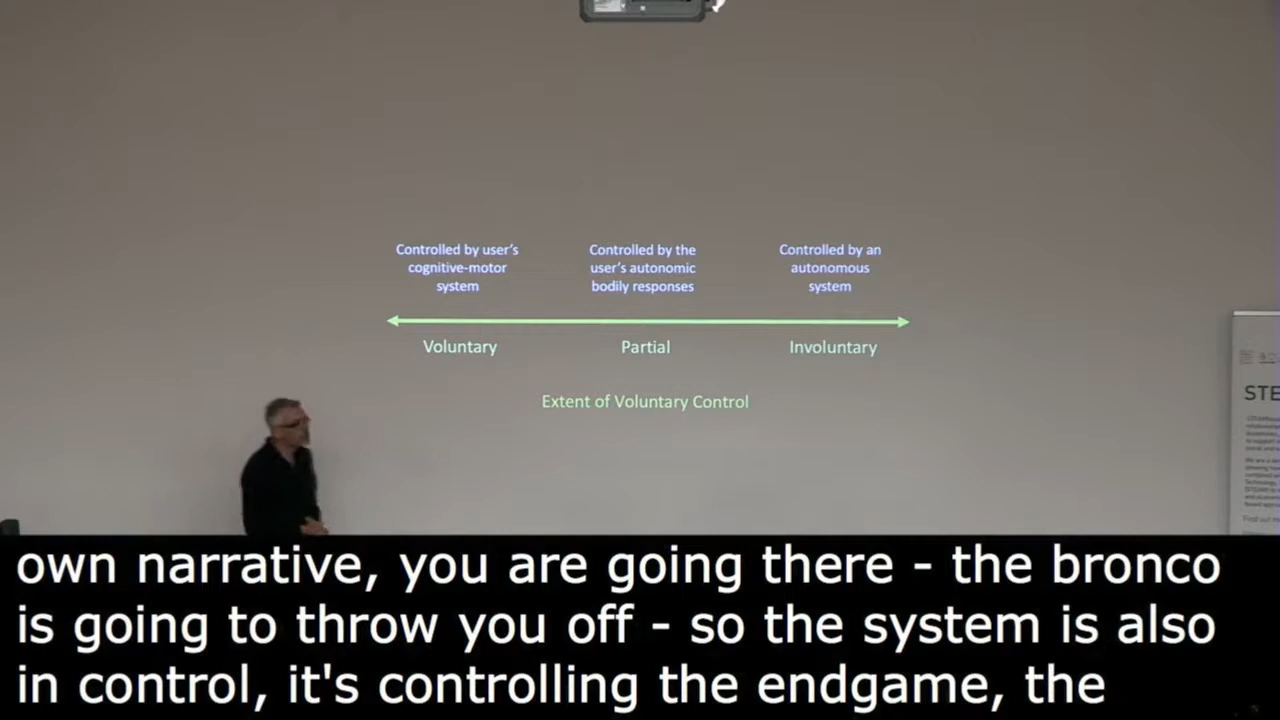 Controlled by user's
cognitive-motor
system
Controlled by the
user's autonomic
bodily responses
Controlled by an
autonomous
system
Voluntary
Partial
Involuntary
Extent of Voluntary Control
STE
Find out
own narrative, you are going there - the bronco
is going to throw you off - so the system is also
in control, it's controlling the endgame, the